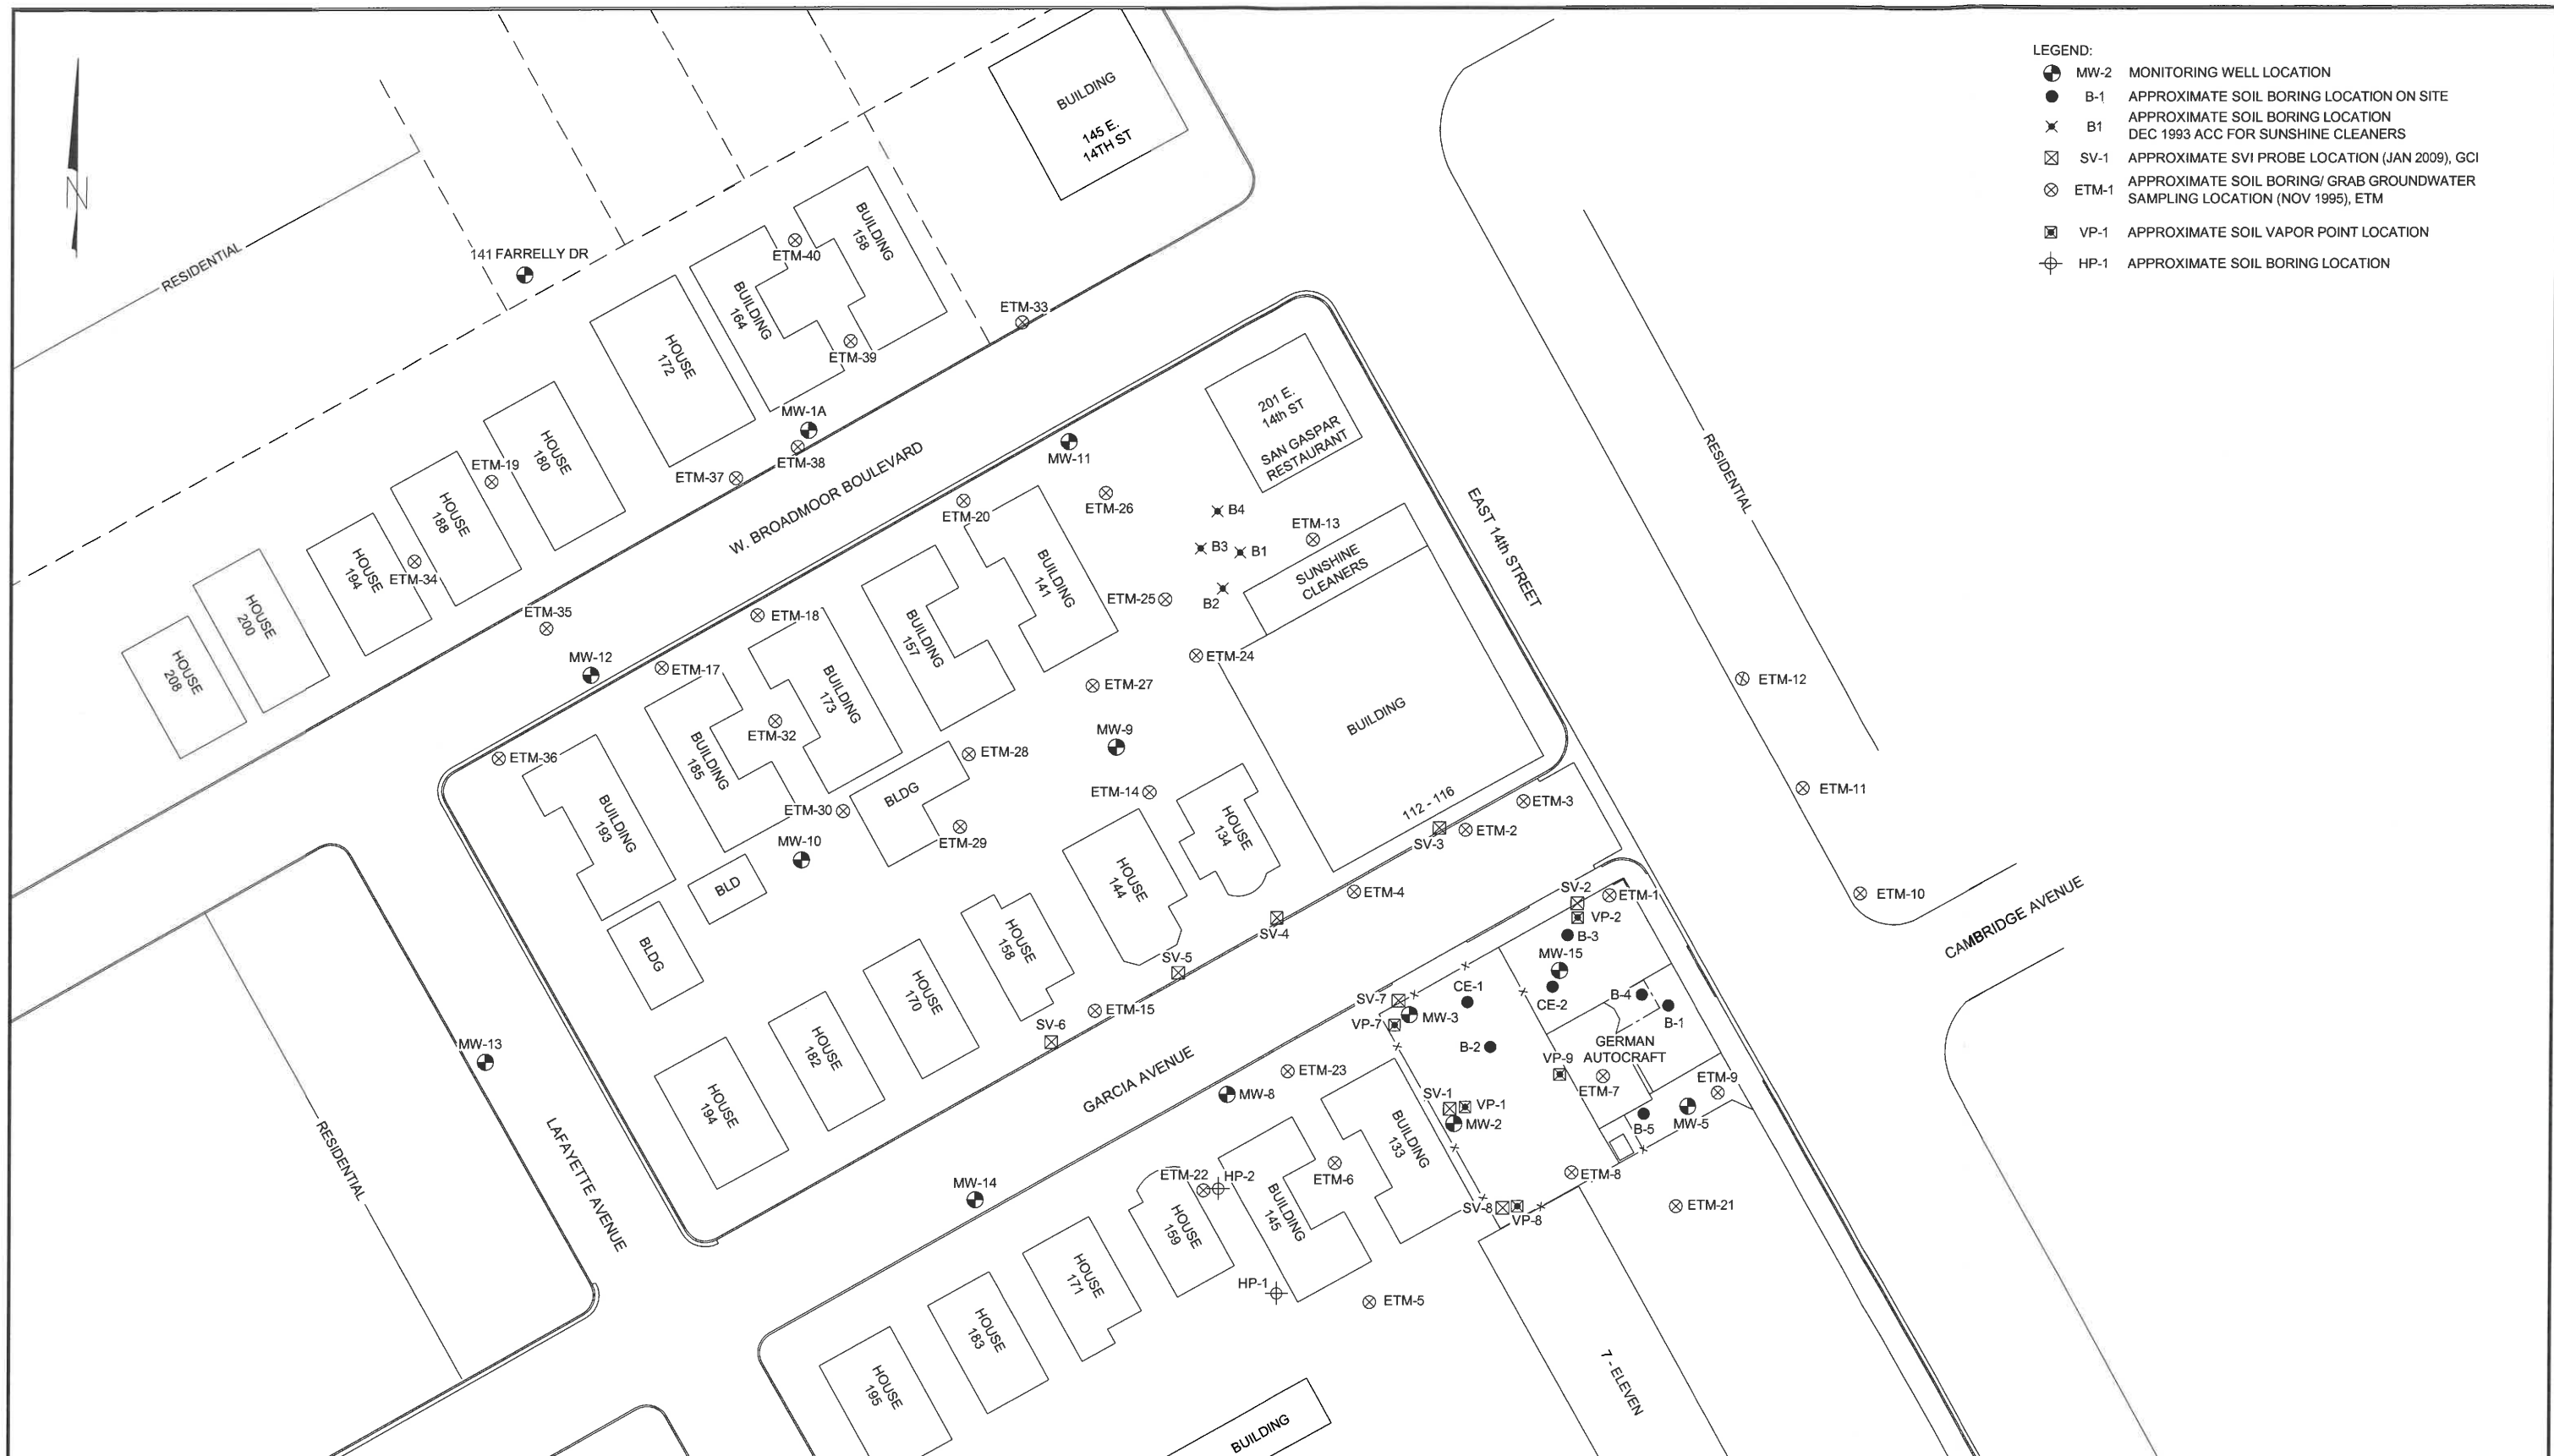 LEGEND:
MW-2 MONITORING WELL LOCATION
B-1 APPROXIMATE SOIL BORING LOCATION ON SITE
B1 APPROXIMATE SOIL BORING LOCATION
DEC 1993 ACC FOR SUNSHINE CLEANERS
SV-1 APPROXIMATE SVI PROBE LOCATION (JAN 2009), GCI
ETM-1 APPROXIMATE SOIL BORING/ GRAB GROUNDWATER
SAMPLING LOCATION (NOV 1995), ETM
VP-1 APPROXIMATE SOIL VAPOR POINT LOCATION
HP-1 APPROXIMATE SOIL BORING LOCATION
N
BUILDING
145 E.
14TH ST
RESIDENTIAL
141 FARRELLY DR
ETM-40
BUILDING
158
BUILDING
164
ETM-39
ETM-33
HOUSE
172
MW-1A
ETM-38
ETM-37
ETM-19
HOUSE
180
HOUSE
188
ETM-34
HOUSE
194
HOUSE
200
HOUSE
208
ETM-35
MW-12
W. BROADMOOR BOULEVARD
MW-11
ETM-20
ETM-26
201 E.
14th ST
SAN GASPAR
RESTAURANT
B4
B3
B1
B2
ETM-13
SUNSHINE
CLEANERS
EAST 14th STREET
RESIDENTIAL
ETM-25
ETM-24
BUILDING
141
BUILDING
157
ETM-18
ETM-17
BUILDING
173
ETM-32
BUILDING
185
ETM-36
BUILDING
193
ETM-27
MW-9
ETM-28
BLDG
ETM-30
ETM-29
MW-10
BLD
BLDG
ETM-14
HOUSE
134
HOUSE
144
BUILDING
112 - 116
ETM-3
ETM-2
SV-3
ETM-4
SV-4
SV-5
ETM-12
ETM-11
ETM-10
CAMBRIDGE AVENUE
HOUSE
158
HOUSE
170
HOUSE
182
HOUSE
194
ETM-15
SV-6
GARCIA AVENUE
MW-13
RESIDENTIAL
LAFAYETTE AVENUE
SV-2
ETM-1
VP-2
B-3
MW-15
CE-1
CE-2
B-4
B-1
SV-7
MW-3
VP-7
B-2
GERMAN
AUTOCRAFT
VP-9
ETM-7
ETM-9
B-5
MW-5
SV-1
VP-1
MW-2
ETM-23
MW-8
BUILDING
133
ETM-6
BUILDING
145
ETM-22
HP-2
HOUSE
159
MW-14
HOUSE
171
HOUSE
183
HOUSE
195
HP-1
ETM-5
SV-8
VP-8
ETM-8
ETM-21
7 - ELEVEN
BUILDING